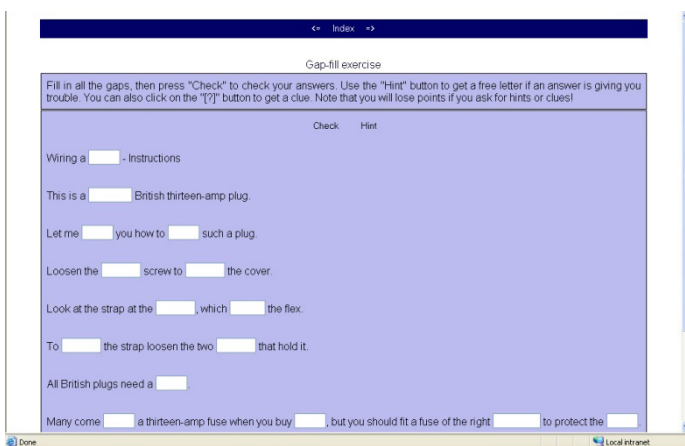 <= Index =>
Gap-fill exercise
Fill in all the gaps, then press "Check" to check your answers. Use the "Hint" button to get a free letter if an answer is giving you
trouble. You can also click on the "[?]" button to get a clue. Note that you will lose points if you ask for hints or clues!
Check Hint
Wiring a - Instructions
This is a British thirteen-amp plug.
Let me you how to such a plug.
Loosen the screw to the cover.
Look at the strap at the , which the flex.
To the strap loosen the two that hold it.
All British plugs need a .
Many come a thirteen-amp fuse when you buy , but you should fit a fuse of the right to protect the .
Done Local intranet